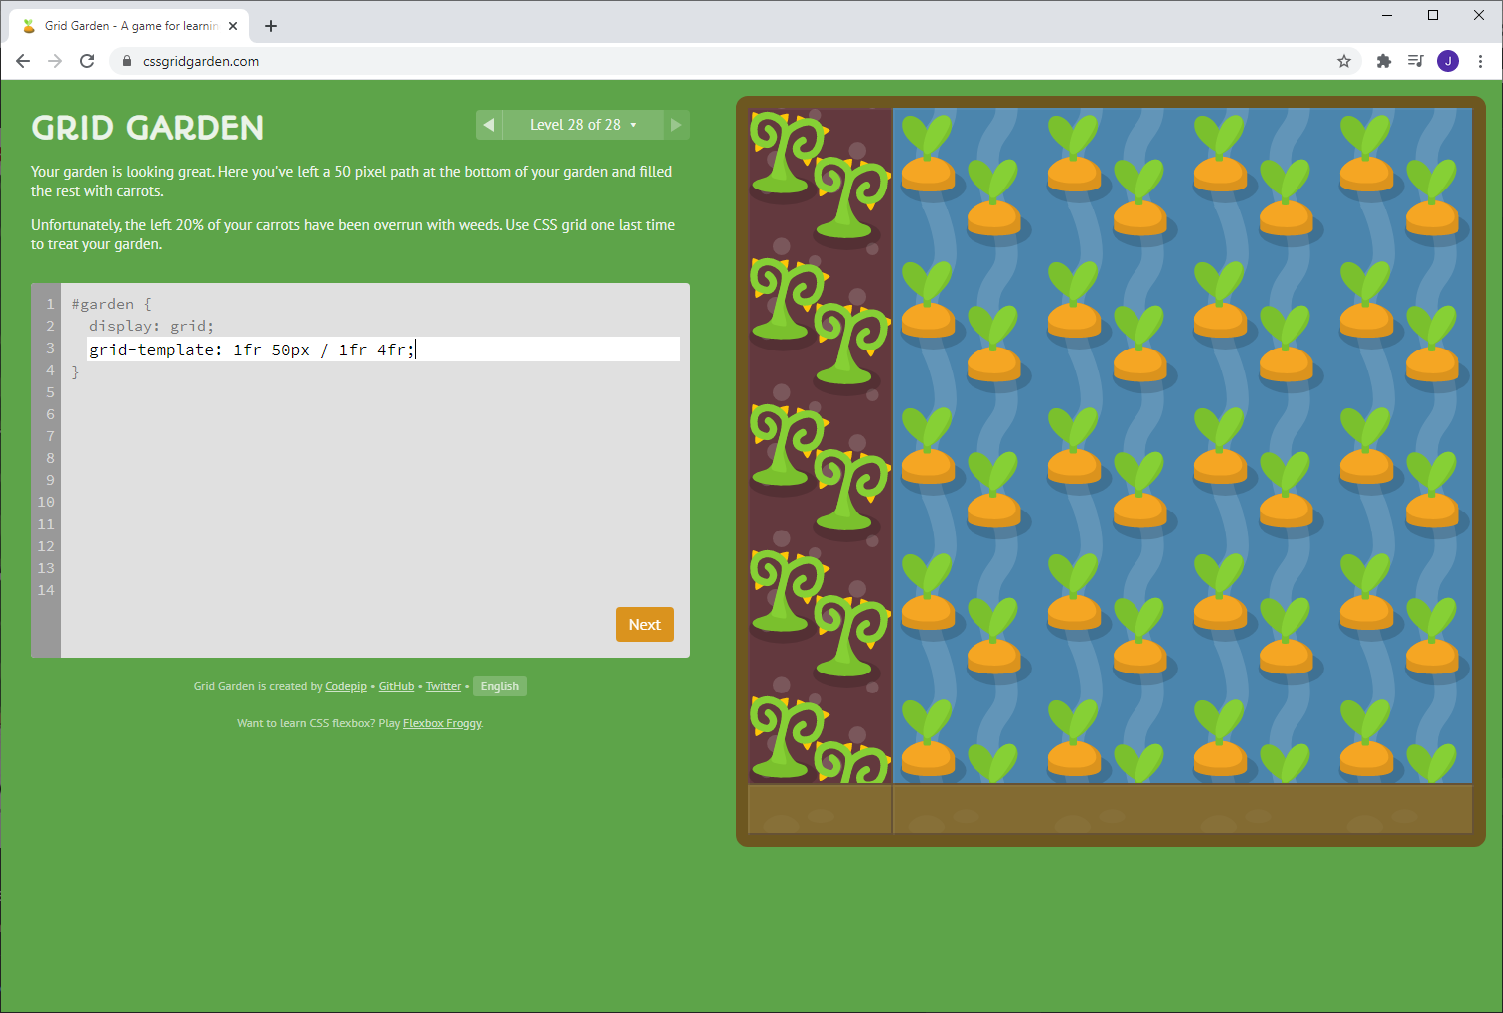 Grid Garden - A game for learnin
cssgridgarden.com
J
GRID GARDEN
Level 28 of 28
Your garden is looking great. Here you've left a 50 pixel path at the bottom of your garden and filled
the rest with carrots.
Unfortunately, the left 20% of your carrots have been overrun with weeds. Use CSS grid one last time
to treat your garden.
1 #garden {
2 display: grid;
3 grid-template: 1fr 50px / 1fr 4fr;
4 }
5
6
7
8
9
10
11
12
13
14
Next
Grid Garden is created by Codepip • GitHub • Twitter • English
Want to learn CSS flexbox? Play Flexbox Froggy.